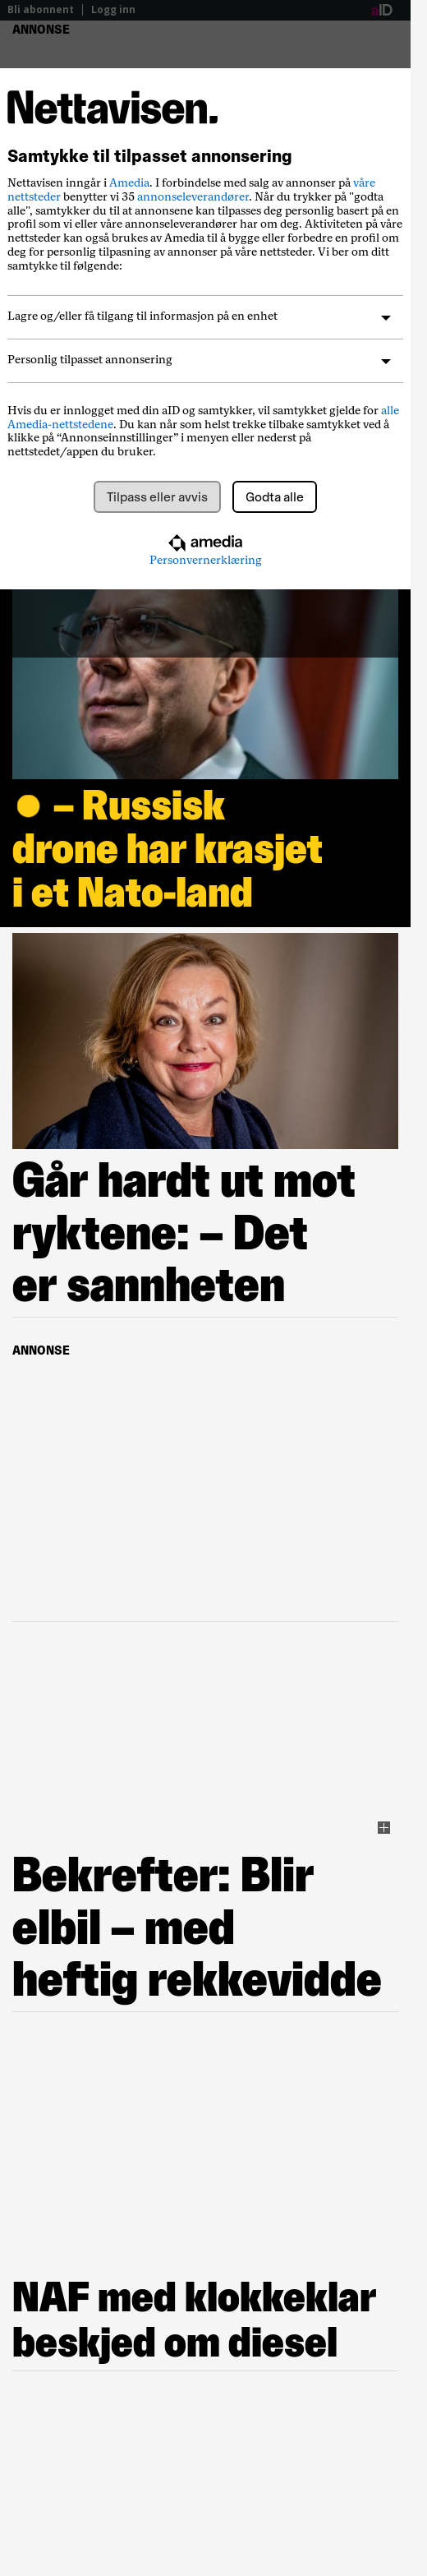 Bli abonnent | Logg inn aID
ANNONSE
Nettavisen.
Samtykke til tilpasset annonsering
Nettavisen inngår i Amedia. I forbindelse med salg av annonser på våre
nettsteder benytter vi 35 annonseleverandører. Når du trykker på "godta
alle", samtykker du til at annonsene kan tilpasses deg personlig basert på en
profil som vi eller våre annonseleverandører har om deg. Aktiviteten på våre
nettsteder kan også brukes av Amedia til å bygge eller forbedre en profil om
deg for personlig tilpasning av annonser på våre nettsteder. Vi ber om ditt
samtykke til følgende:
Lagre og/eller få tilgang til informasjon på en enhet
Personlig tilpasset annonsering
Hvis du er innlogget med din aID og samtykker, vil samtykket gjelde for alle
Amedia-nettstedene. Du kan når som helst trekke tilbake samtykket ved å
klikke på “Annonseinnstillinger” i menyen eller nederst på
nettstedet/appen du bruker.
Tilpass eller avvis Godta alle
amedia
Personvernerklæring
– Russisk
drone har krasjet
i et Nato-land
Går hardt ut mot
ryktene: – Det
er sannheten
ANNONSE
Bekrefter: Blir
elbil – med
heftig rekkevidde
NAF med klokkeklar
beskjed om diesel